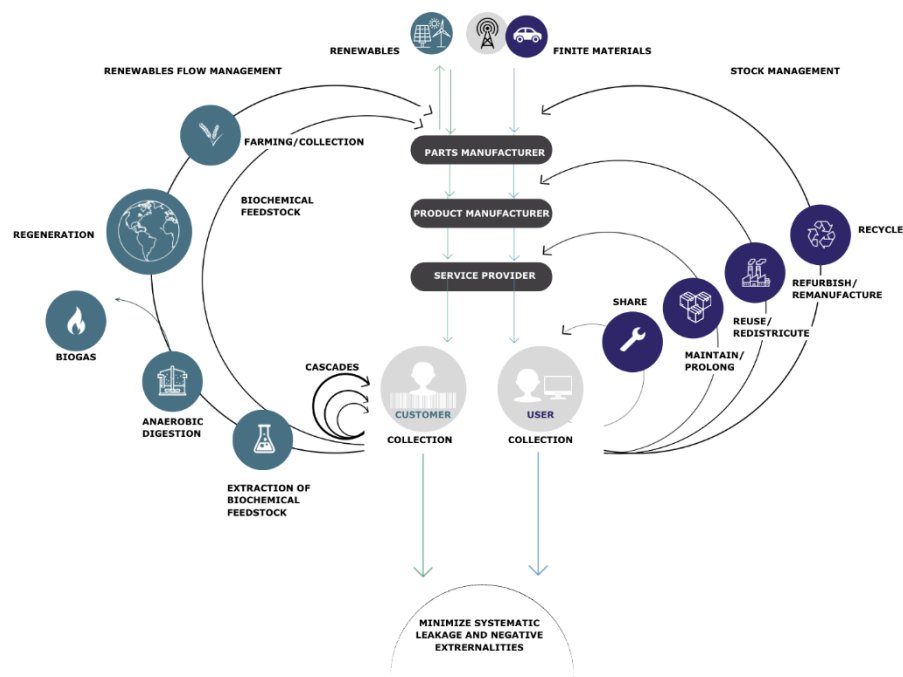 RENEWABLES
FINITE MATERIALS
RENEWABLES FLOW MANAGEMENT
STOCK MANAGEMENT
FARMING/COLLECTION
PARTS MANUFACTURER
BIOCHEMICAL
FEEDSTOCK
PRODUCT MANUFACTURER
REGENERATION
RECYCLE
SERVICE PROVIDER
REFURBISH/
REMANUFACTURE
SHARE
REUSE/
REDISTRICUTE
BIOGAS
MAINTAIN/
PROLONG
CASCADES
CUSTOMER
USER
ANAEROBIC
DIGESTION
COLLECTION
COLLECTION
EXTRACTION OF
BIOCHEMICAL
FEEDSTOCK
MINIMIZE SYSTEMATIC
LEAKAGE AND NEGATIVE
EXTRERNALITIES